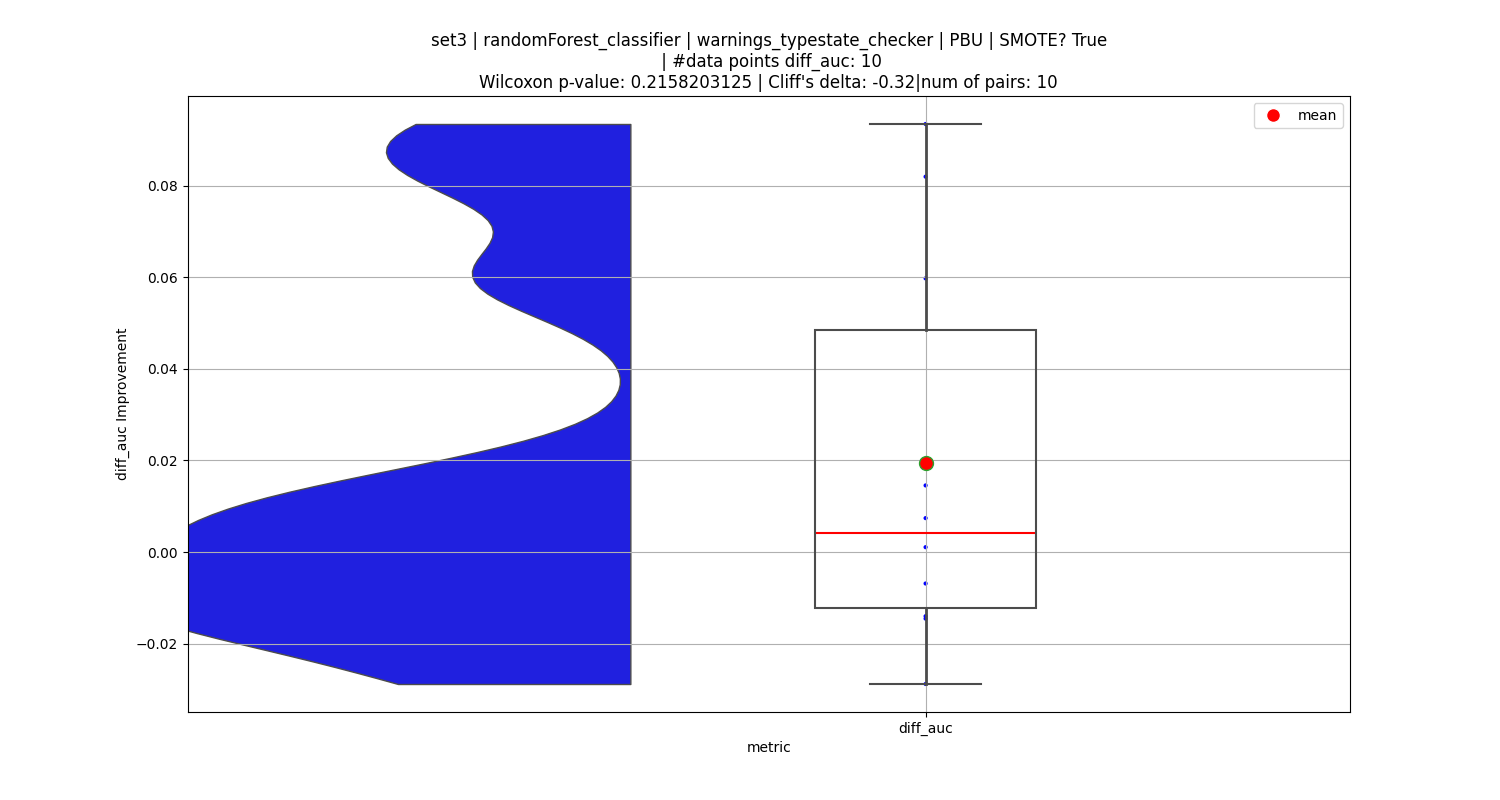 set3 | randomForest_classifier | warnings_typestate_checker | PBU | SMOTE? True
| #data points diff_auc: 10
Wilcoxon p-value: 0.2158203125 | Cliff's delta: -0.32|num of pairs: 10
mean
0.08
0.06
0.04
0.02
0.00
−0.02
diff_auc Improvement
diff_auc
metric